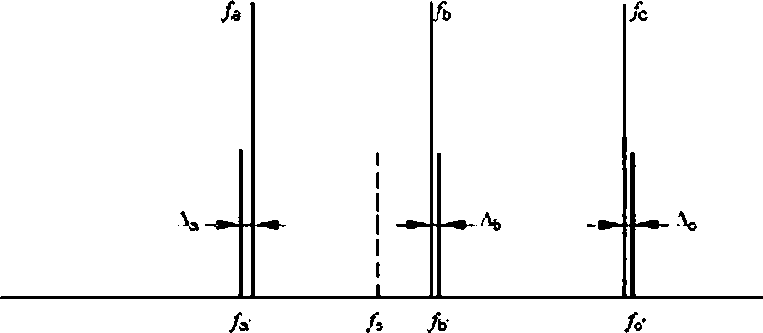 fa fb fc
Δa Δb Δc
fa' fs fb' fc'